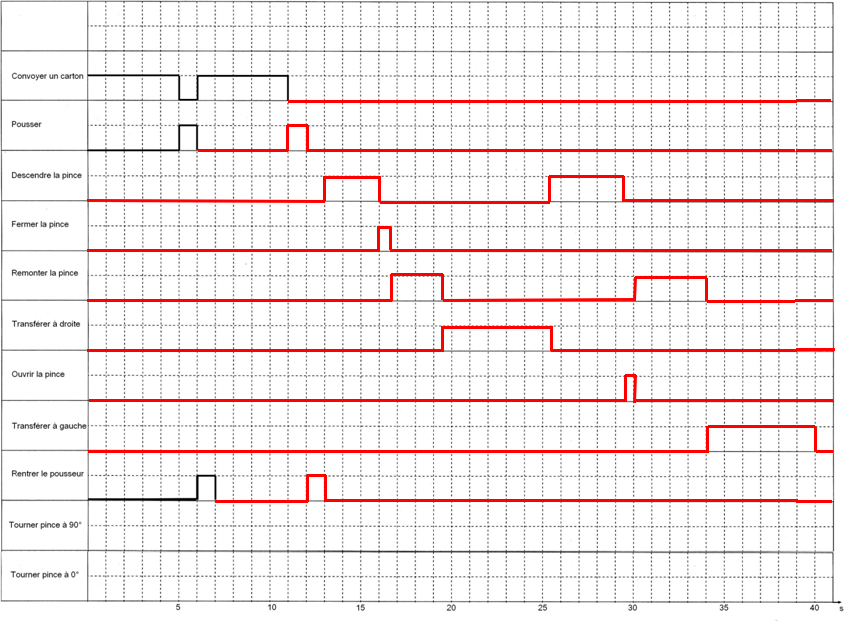 Convoyer un carton
Pousser
Descendre la pince
Fermer la pince
Remonter la pince
Transférer à droite
Ouvrir la pince
Transférer à gauche
Rentrer le pousseur
Tourner pince à 90°
Tourner pince à 0°
5 10 15 20 25 30 35 40 s